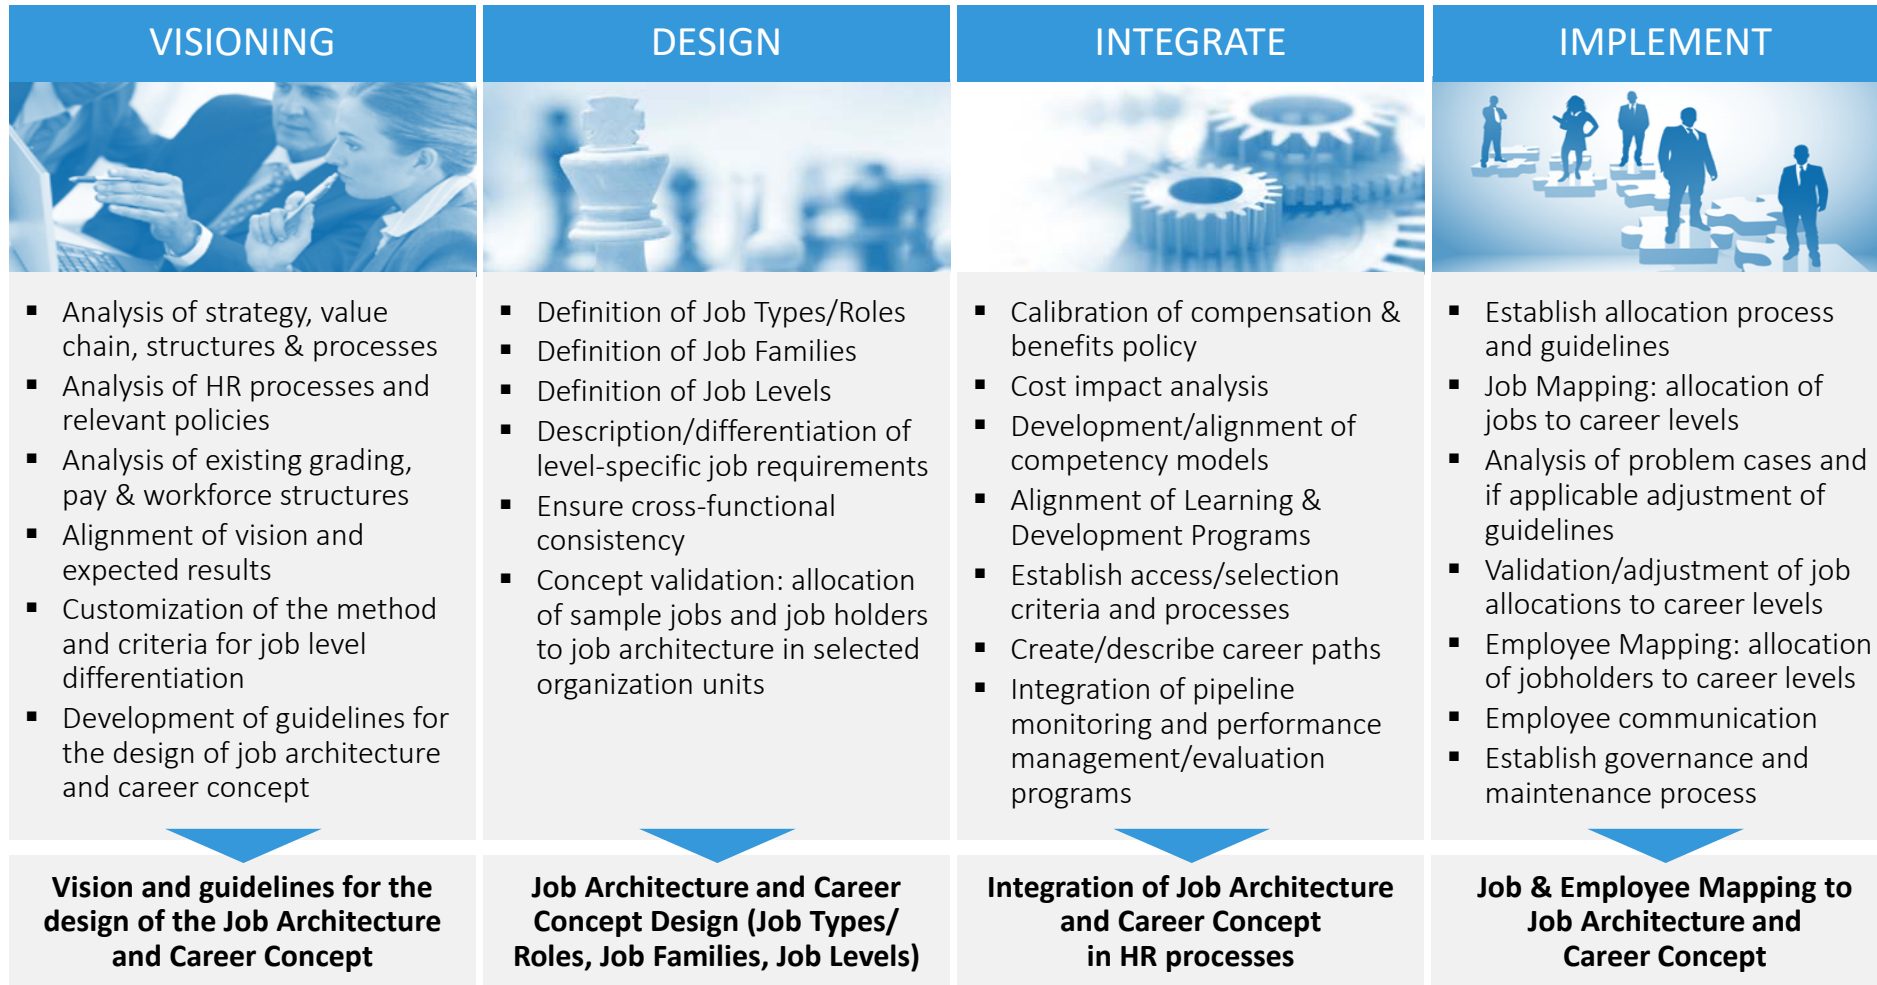 VISIONING
▪ Analysis of strategy, value
chain, structures & processes
▪ Analysis of HR processes and
relevant policies
▪ Analysis of existing grading,
pay & workforce structures
▪ Alignment of vision and
expected results
▪ Customization of the method
and criteria for job level
differentiation
▪ Development of guidelines for
the design of job architecture
and career concept
Vision and guidelines for the
design of the Job Architecture
and Career Concept
DESIGN
▪ Definition of Job Types/Roles
▪ Definition of Job Families
▪ Definition of Job Levels
▪ Description/differentiation of
level-specific job requirements
▪ Ensure cross-functional
consistency
▪ Concept validation: allocation
of sample jobs and job holders
to job architecture in selected
organization units
Job Architecture and Career
Concept Design (Job Types/
Roles, Job Families, Job Levels)
INTEGRATE
▪ Calibration of compensation &
benefits policy
▪ Cost impact analysis
▪ Development/alignment of
competency models
▪ Alignment of Learning &
Development Programs
▪ Establish access/selection
criteria and processes
▪ Create/describe career paths
▪ Integration of pipeline
monitoring and performance
management/evaluation
programs
Integration of Job Architecture
and Career Concept
in HR processes
IMPLEMENT
▪ Establish allocation process
and guidelines
▪ Job Mapping: allocation of
jobs to career levels
▪ Analysis of problem cases and
if applicable adjustment of
guidelines
▪ Validation/adjustment of job
allocations to career levels
▪ Employee Mapping: allocation
of jobholders to career levels
▪ Employee communication
▪ Establish governance and
maintenance process
Job & Employee Mapping to
Job Architecture and
Career Concept